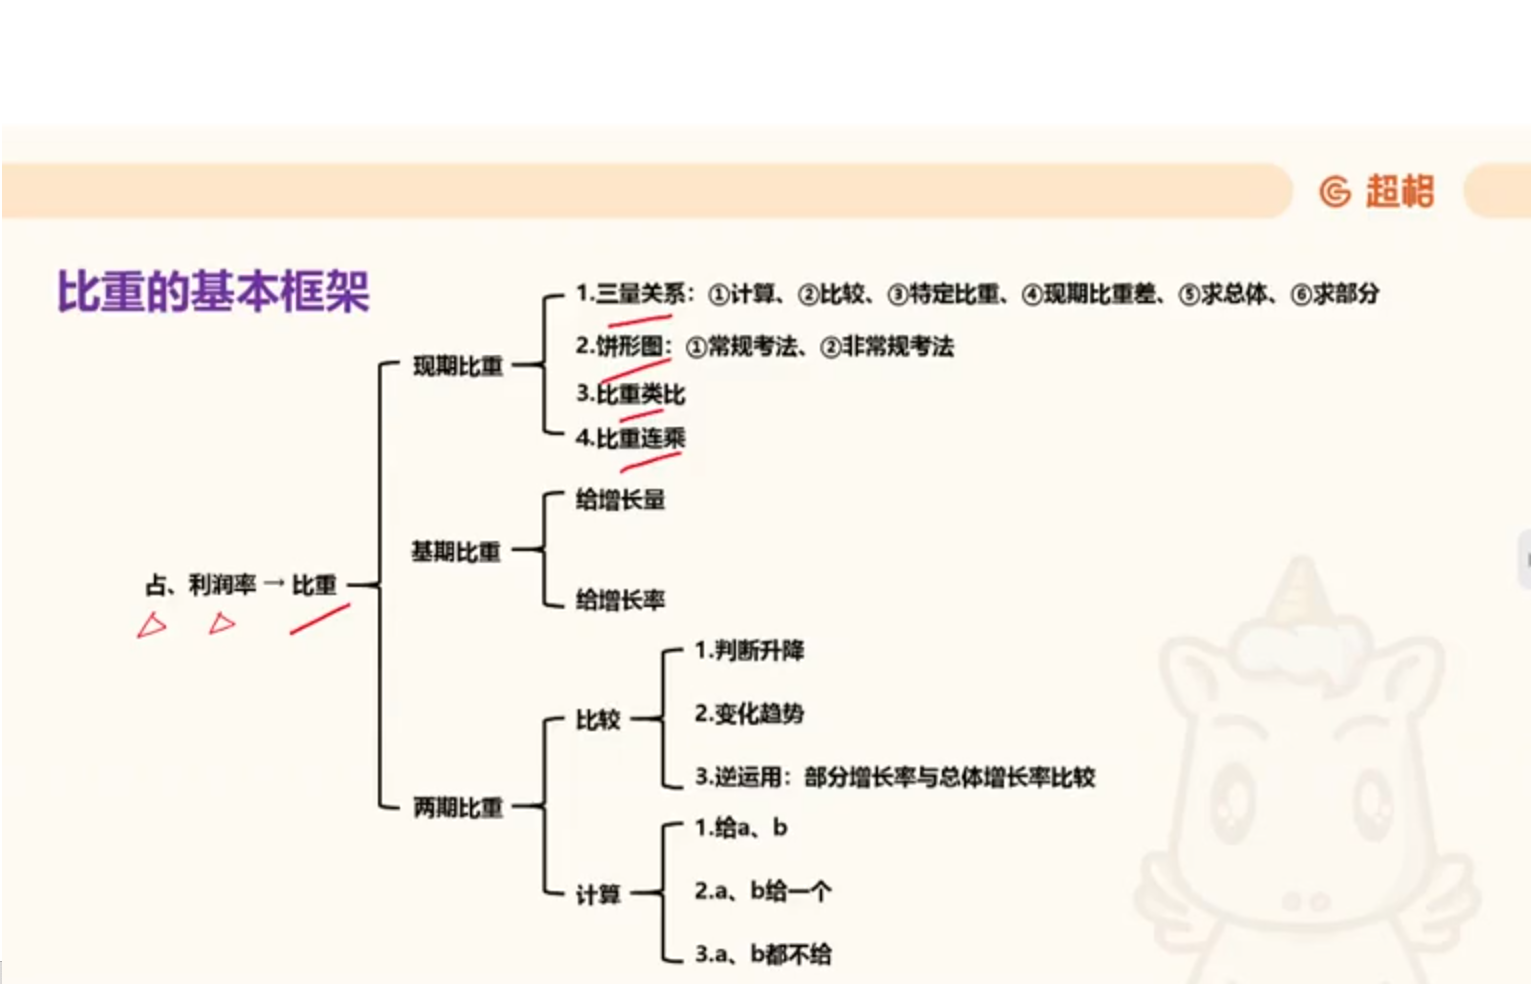 超格
比重的基本框架
占、利润率→比重
现期比重
1.三量关系：①计算、②比较、③特定比重、④现期比重差、⑤求总体、⑥求部分
2.饼形图：①常规考法、②非常规考法
3.比重类比
4.比重连乘
基期比重
给增长量
给增长率
两期比重
比较
1.判断升降
2.变化趋势
3.逆运用：部分增长率与总体增长率比较
计算
1.给a、b
2.a、b给一个
3.a、b都不给